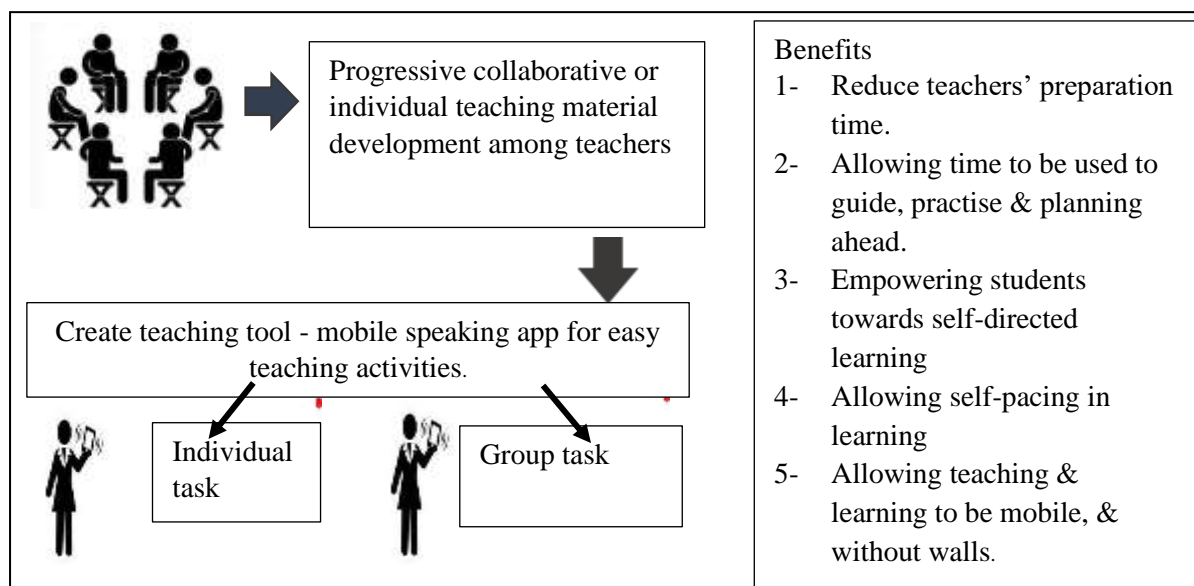 Progressive collaborative or
individual teaching material
development among teachers
Create teaching tool - mobile speaking app for easy
teaching activities.
Individual
task
Group task
Benefits
1- Reduce teachers’ preparation
time.
2- Allowing time to be used to
guide, practise & planning
ahead.
3- Empowering students
towards self-directed
learning
4- Allowing self-pacing in
learning
5- Allowing teaching &
learning to be mobile, &
without walls.